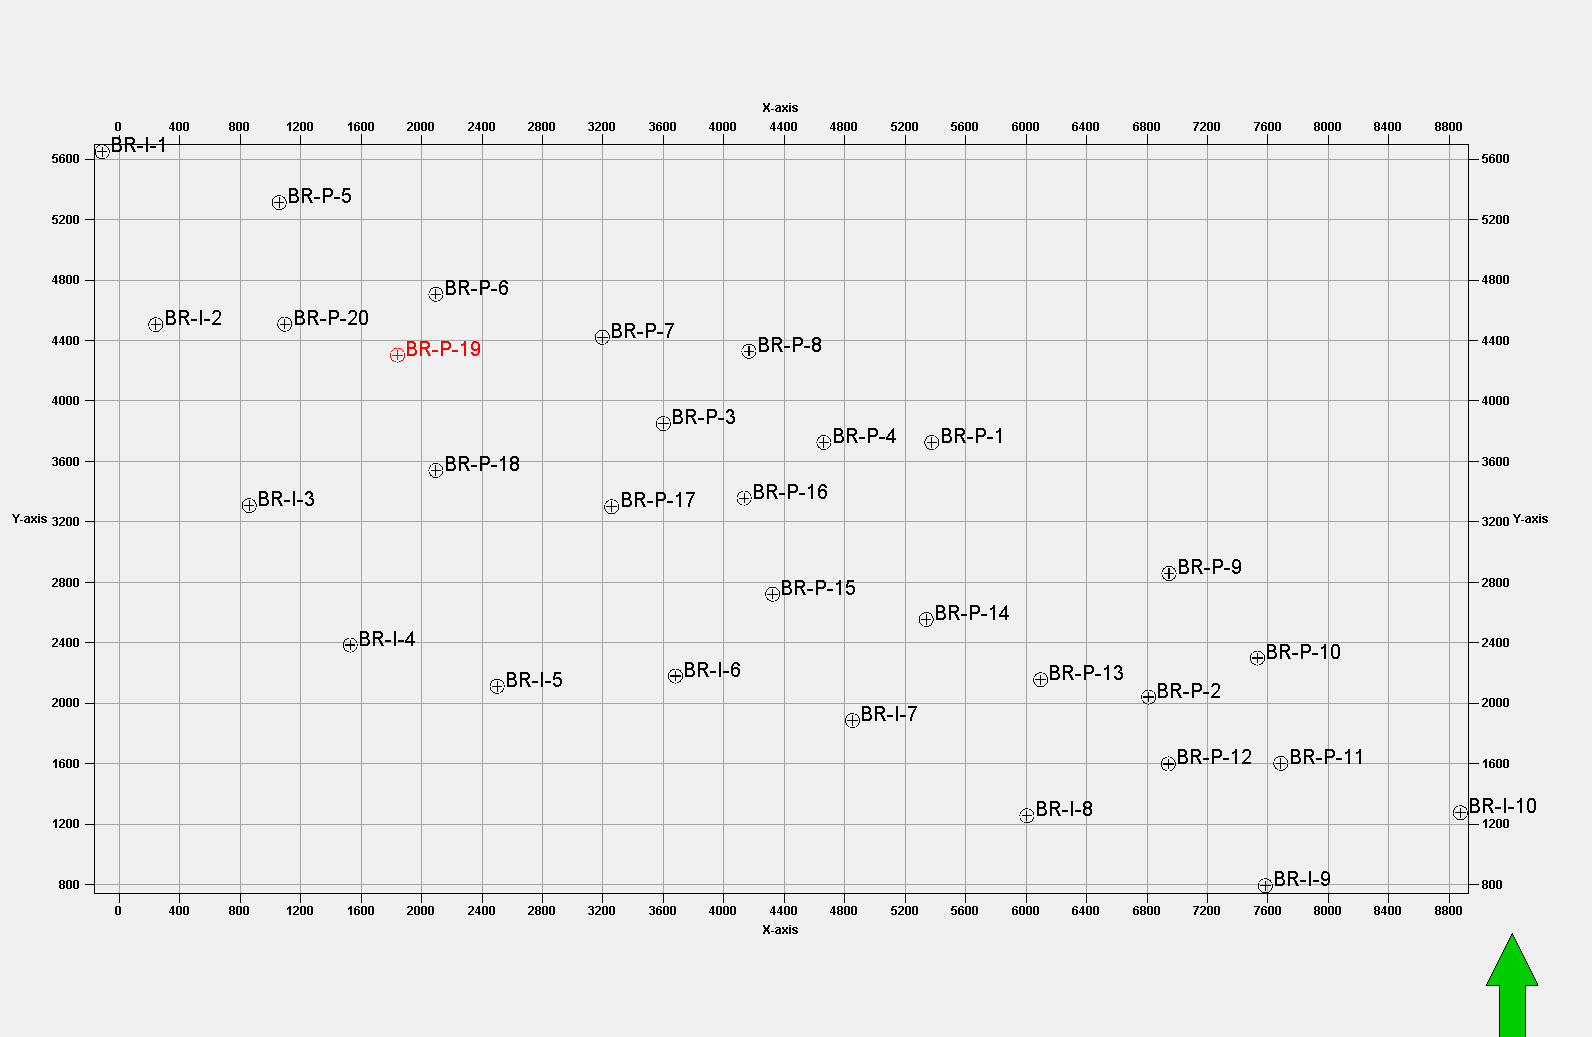 X-axis
0 400 800 1200 1600 2000 2400 2800 3200 3600 4000 4400 4800 5200 5600 6000 6400 6800 7200 7600 8000 8400 8800
BR-I-1
5600 5600
BR-P-5
5200 5200
4800 4800
BR-P-6
BR-I-2 BR-P-20
BR-P-7
4400 4400
BR-P-19 BR-P-8
4000 4000
BR-P-3
BR-P-4 BR-P-1
3600 3600
BR-P-18
BR-I-3 BR-P-17 BR-P-16
Y-axis 3200 3200 Y-axis
BR-P-9
2800 2800
BR-P-15
BR-P-14
2400 2400
BR-I-4
BR-P-10
BR-I-5 BR-I-6 BR-P-13
BR-P-2
2000 2000
BR-I-7
BR-P-12 BR-P-11
1600 1600
BR-I-8 BR-I-10
1200 1200
BR-I-9
800 800
0 400 800 1200 1600 2000 2400 2800 3200 3600 4000 4400 4800 5200 5600 6000 6400 6800 7200 7600 8000 8400 8800
X-axis